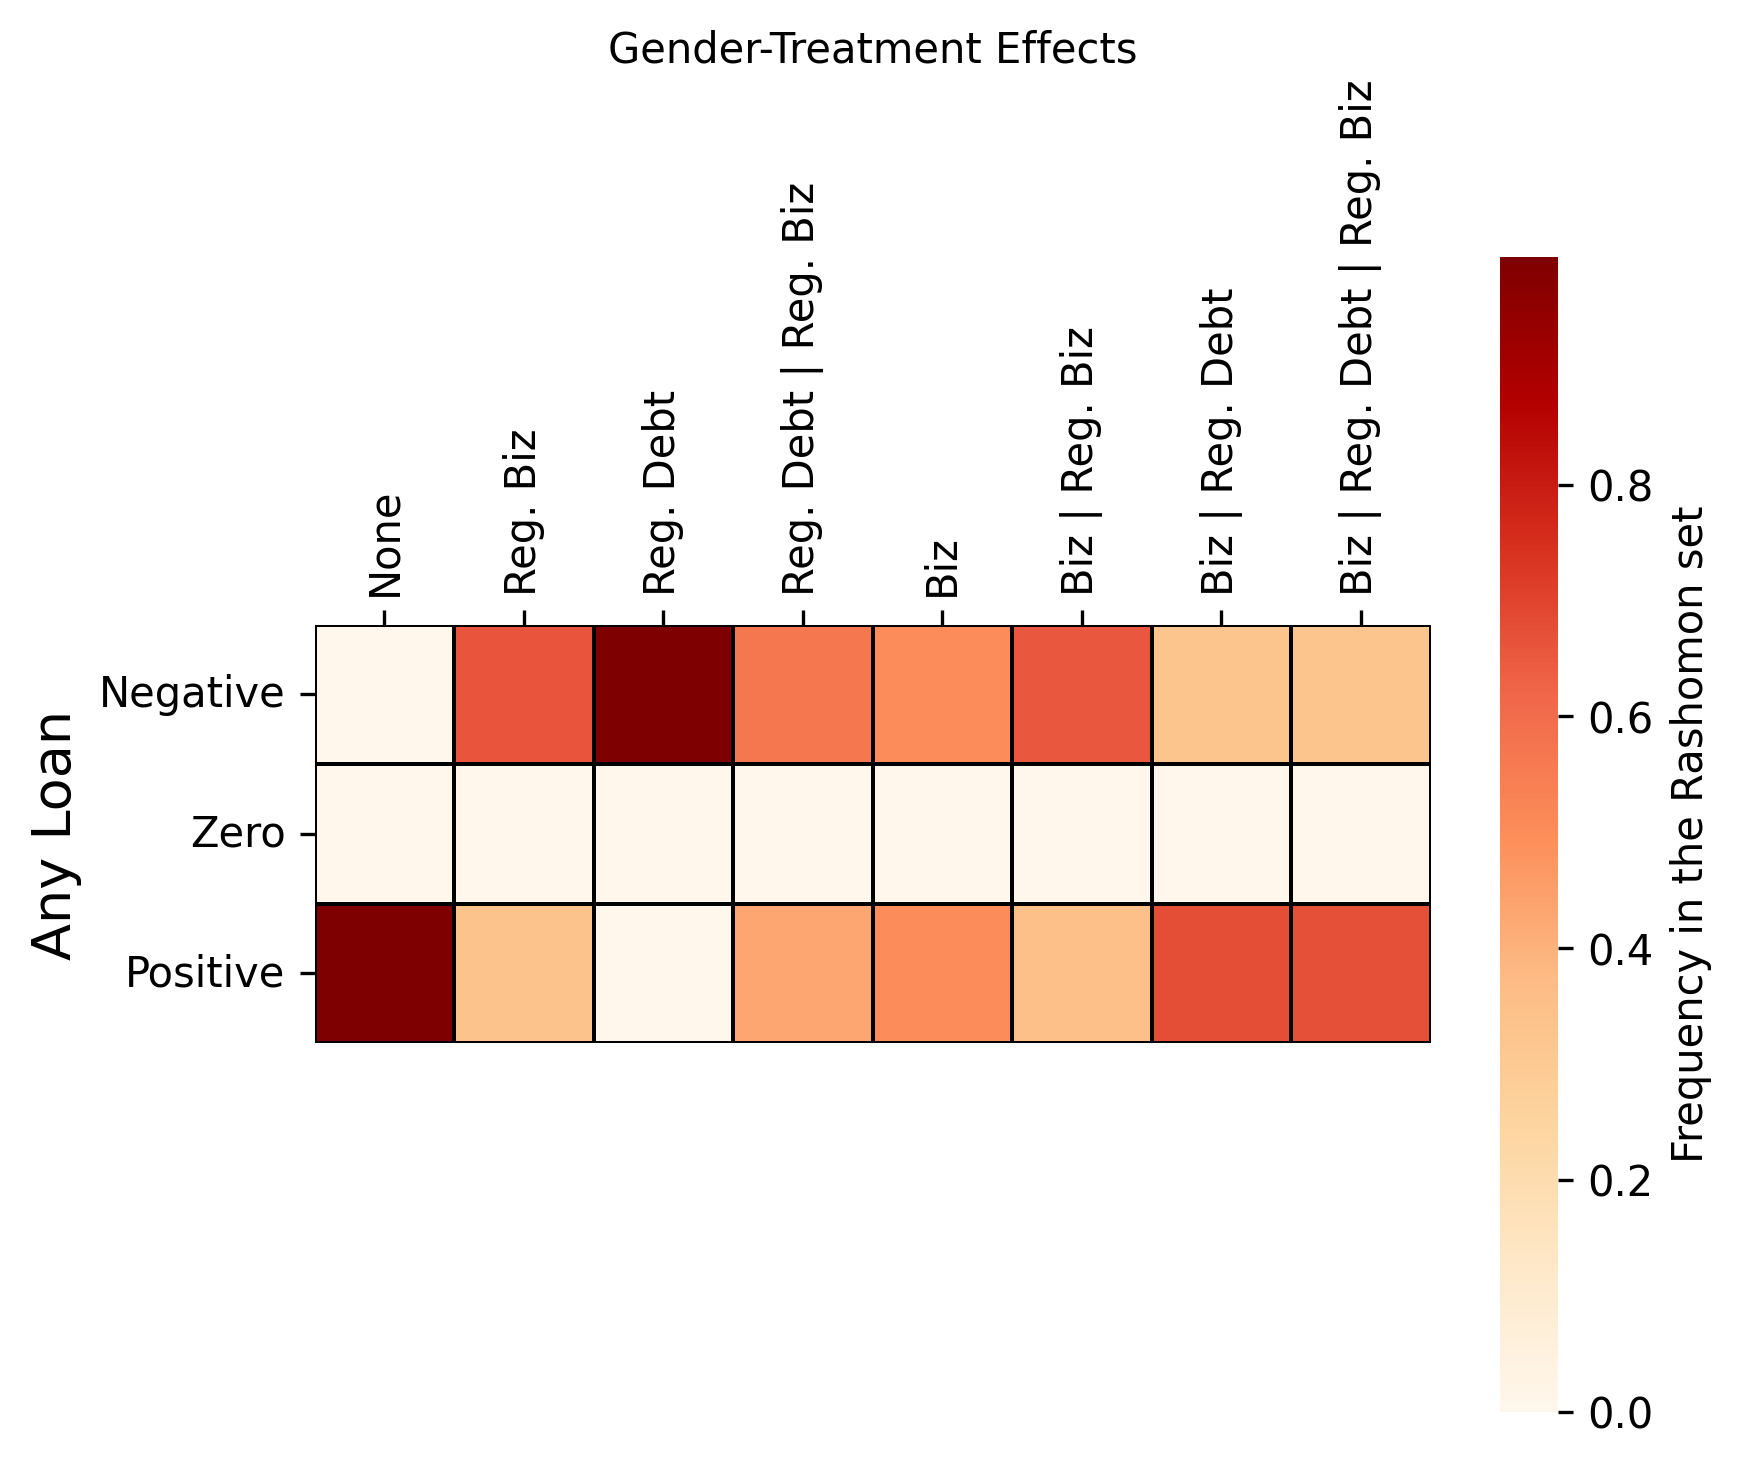 Gender-Treatment Effects
None
Reg. Biz
Reg. Debt
Reg. Debt | Reg. Biz
Biz
Biz | Reg. Biz
Biz | Reg. Debt
Biz | Reg. Debt | Reg. Biz
Any Loan
Negative
Zero
Positive
0.8
0.6
0.4
0.2
0.0
Frequency in the Rashomon set